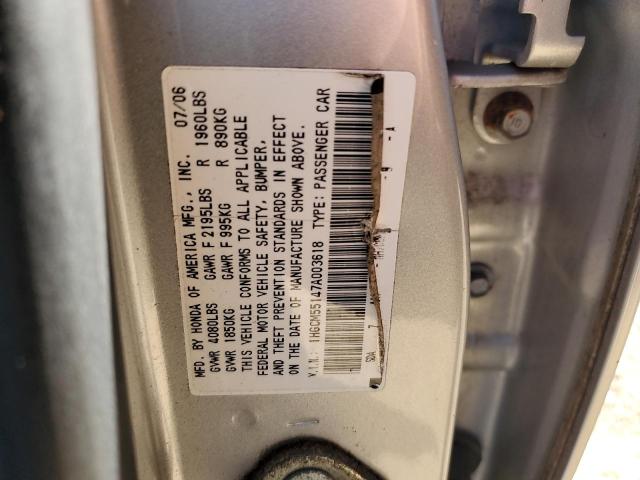 MFD. BY HONDA OF AMERICA MFG., INC. 07/06
GVWR 4080LBS GAWR F 2195LBS R 1960LBS
GVWR 1850KG GAWR F 995KG R 890KG
THIS VEHICLE CONFORMS TO ALL APPLICABLE
FEDERAL MOTOR VEHICLE SAFETY, BUMPER,
AND THEFT PREVENTION STANDARDS IN EFFECT
ON THE DATE OF MANUFACTURE SHOWN ABOVE.
V.I.N.: 1HGCM55147A003618 TYPE: PASSENGER CAR
SDA 7